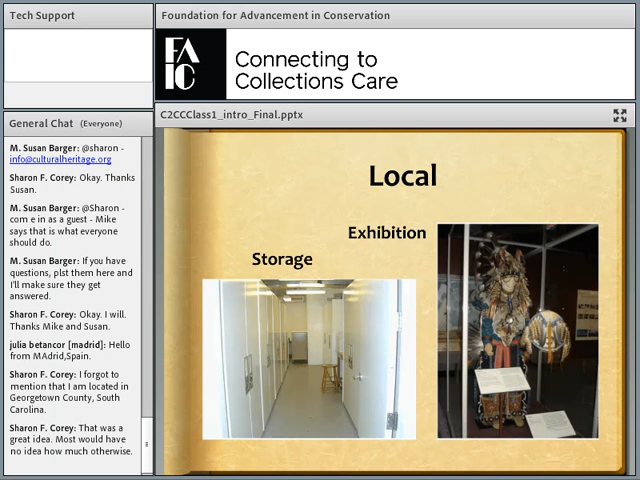 Tech Support
Foundation for Advancement in Conservation
FA
IC
Connecting to
Collections Care
General Chat (Everyone)
M. Susan Barger: @sharon -
info@culturalheritage.org
Sharon F. Corey: Okay. Thanks
Susan.
M. Susan Barger: @Sharon -
com e in as a guest - Mike
says that is what everyone
should do.
M. Susan Barger: If you have
questions, plst them here and
I'll make sure they get
answered.
Sharon F. Corey: Okay. I will.
Thanks Mike and Susan.
julia betancor [madrid]: Hello
from MAdrid,Spain.
Sharon F. Corey: I forgot to
mention that I am located in
Georgetown County, South
Carolina.
Sharon F. Corey: That was a
great idea. Most would have
no idea how much otherwise.
C2CCClass1_intro_Final.pptx
Local
Exhibition
Storage